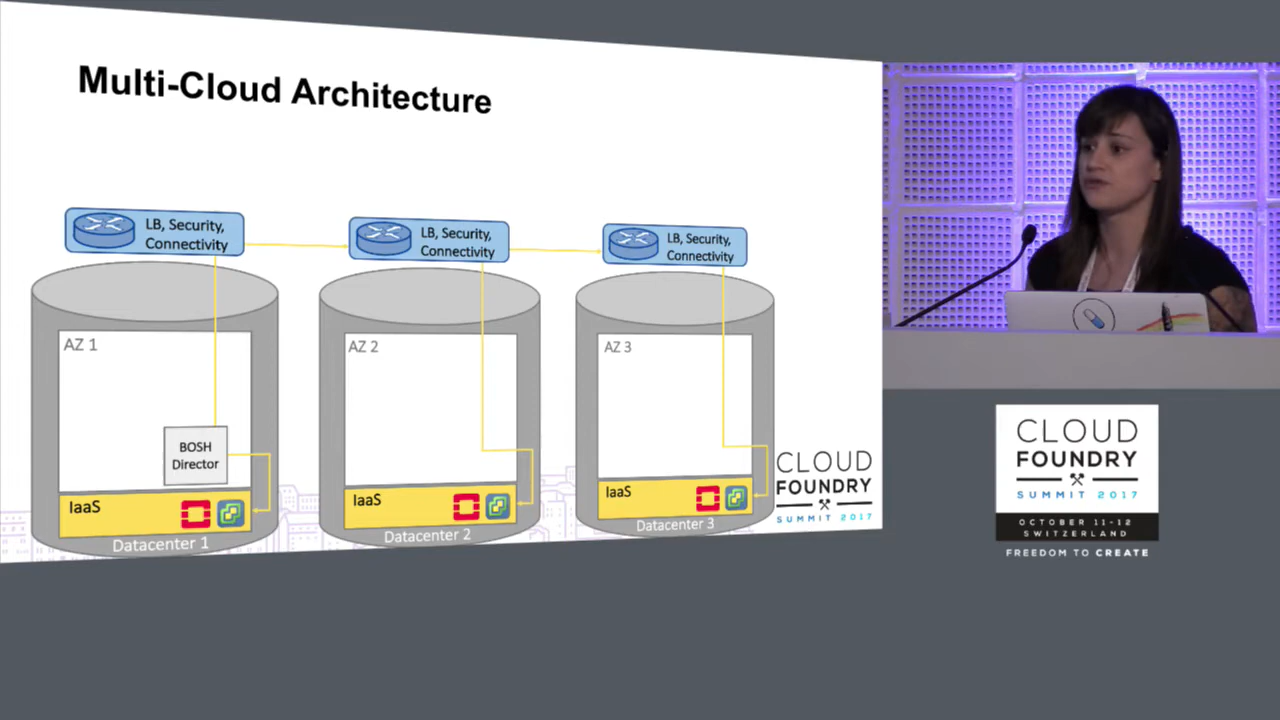 Multi-Cloud Architecture
LB, Security,
Connectivity
LB, Security,
Connectivity
LB, Security,
Connectivity
AZ 1
AZ 2
AZ 3
BOSH
Director
IaaS
IaaS
IaaS
Datacenter 1
Datacenter 2
Datacenter 3
CLOUD
FOUNDRY
SUMMIT 2017
CLOUD
FOUNDRY
SUMMIT 2017
OCTOBER 11-12
SWITZERLAND
FREEDOM TO CREATE